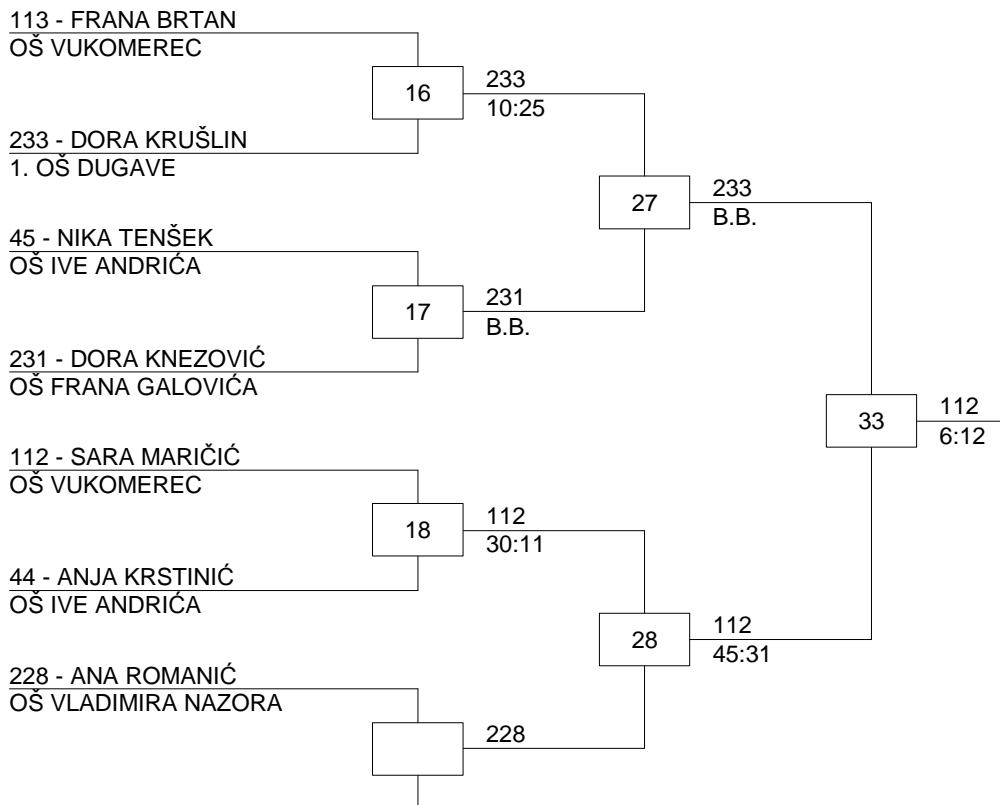 113 - FRANA BRTAN
OŠ VUKOMEREC
16
233
10:25
233 - DORA KRUŠLIN
1. OŠ DUGAVE
27
233
B.B.
45 - NIKA TENŠEK
OŠ IVE ANDRIĆA
17
231
B.B.
231 - DORA KNEZOVIĆ
OŠ FRANA GALOVIĆA
33
112
6:12
112 - SARA MARIČIĆ
OŠ VUKOMEREC
18
112
30:11
44 - ANJA KRSTINIĆ
OŠ IVE ANDRIĆA
28
112
45:31
228 - ANA ROMANIĆ
OŠ VLADIMIRA NAZORA
228